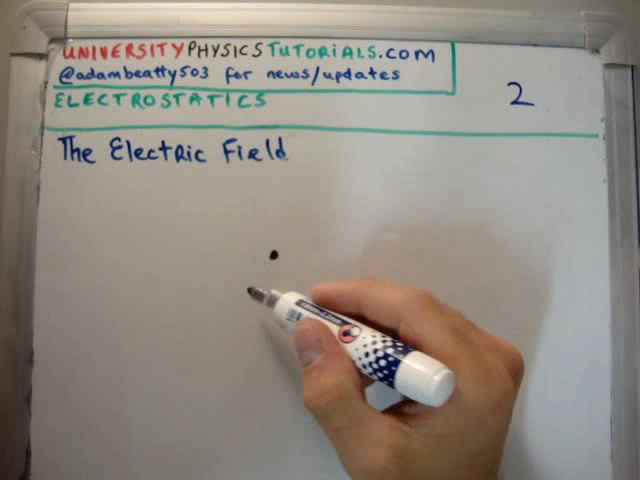 UNIVERSITYPHYSICSTUTORIALS.COM
@adambeatty503 for news/updates
ELECTROSTATICS
2
The Electric Field